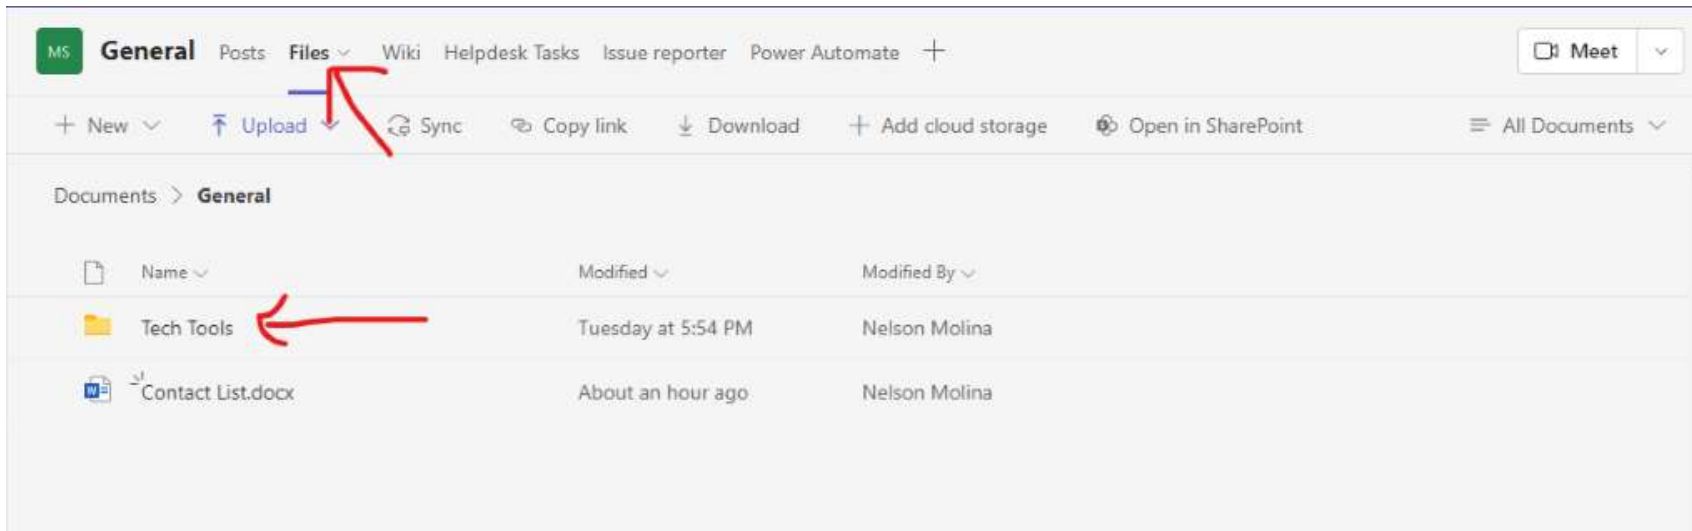 MS General Posts Files Wiki Helpdesk Tasks Issue reporter Power Automate Meet
New Upload Sync Copy link Download Add cloud storage Open in SharePoint All Documents
Documents > General
Name Modified Modified By
Tech Tools Tuesday at 5:54 PM Nelson Molina
Contact List.docx About an hour ago Nelson Molina